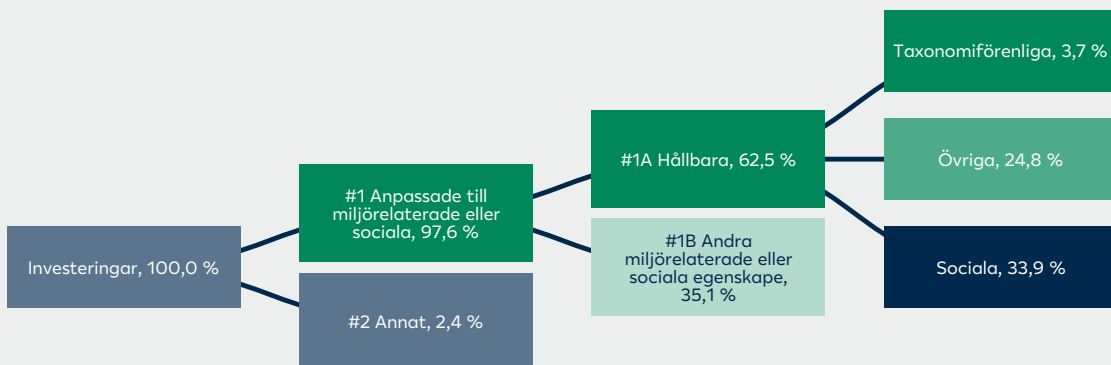 Investeringar, 100,0 %
#1 Anpassade till
miljörelaterade eller
sociala, 97,6 %
#2 Annat, 2,4 %
#1A Hållbara, 62,5 %
#1B Andra
miljörelaterade eller
sociala egenskape,
35,1 %
Taxonomiförenliga, 3,7 %
Övriga, 24,8 %
Sociala, 33,9 %